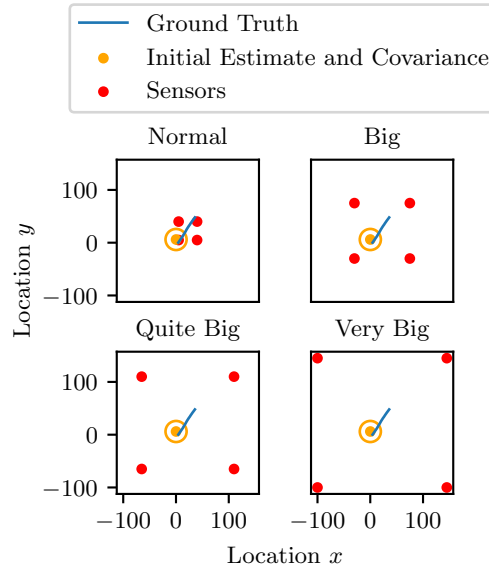 Ground Truth
Initial Estimate and Covariance
Sensors
Normal
Big
100
0
−100
Location y
Quite Big
Very Big
100
0
−100
−100 0 100
−100 0 100
Location x